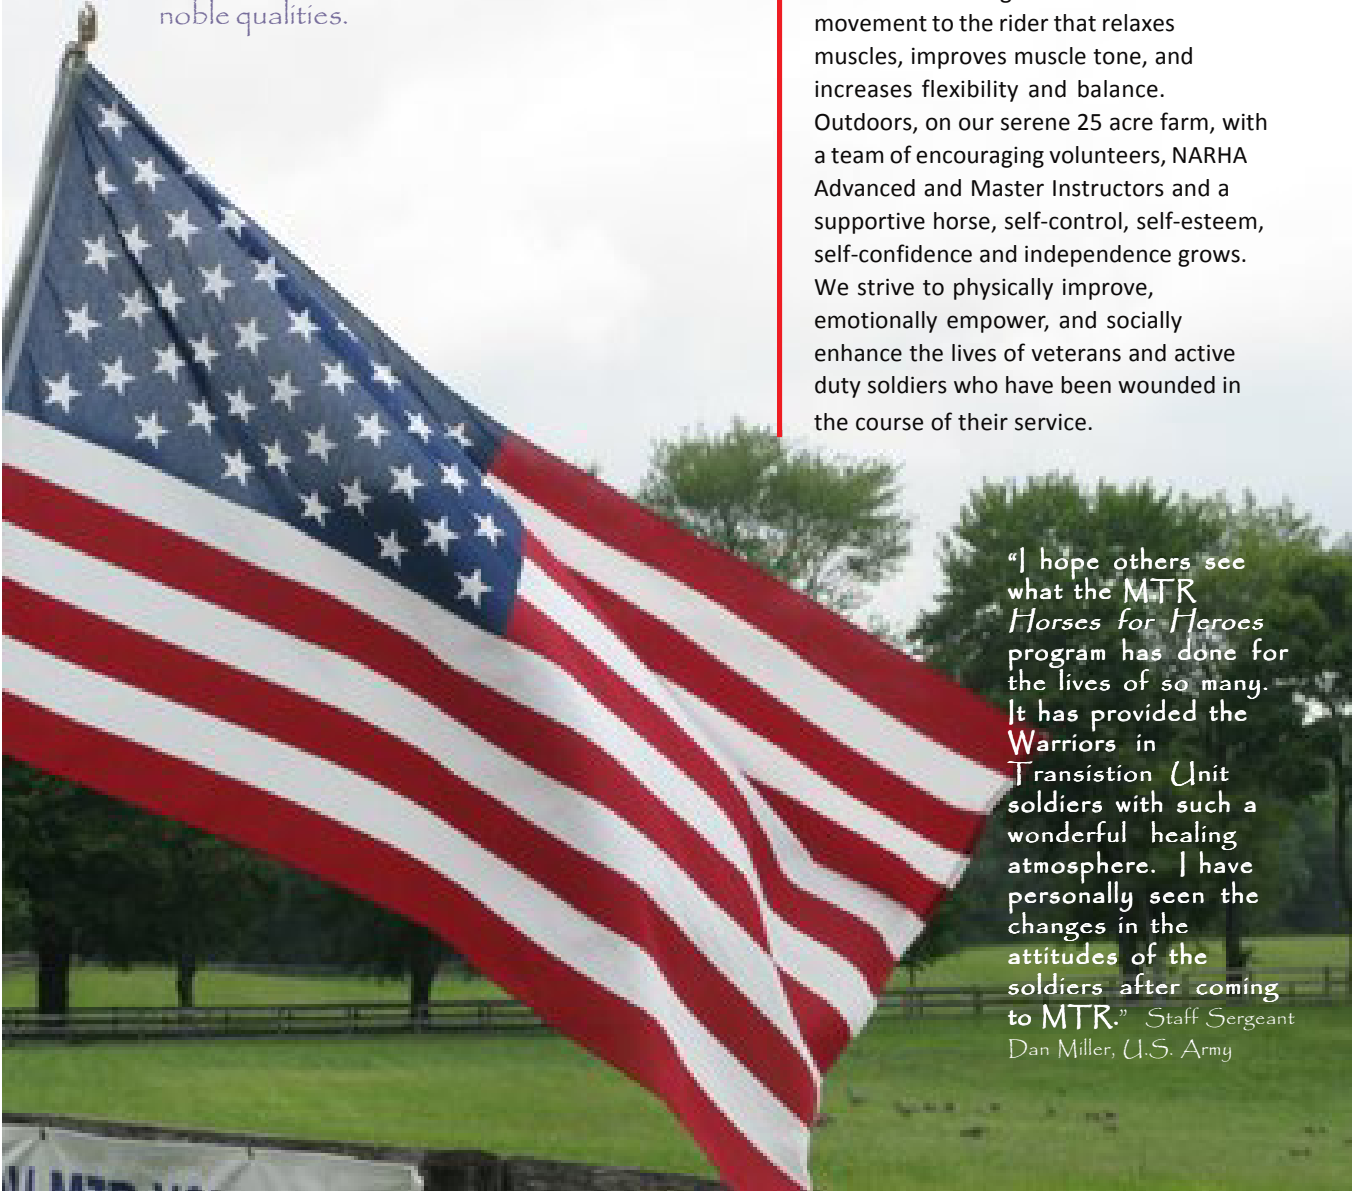 noble qualities.
movement to the rider that relaxes
muscles, improves muscle tone, and
increases flexibility and balance.
Outdoors, on our serene 25 acre farm, with
a team of encouraging volunteers, NARHA
Advanced and Master Instructors and a
supportive horse, self-control, self-esteem,
self-confidence and independence grows.
We strive to physically improve,
emotionally empower, and socially
enhance the lives of veterans and active
duty soldiers who have been wounded in
the course of their service.
“I hope others see
what the MTR
Horses for Heroes
program has done for
the lives of so many.
It has provided the
Warriors in
Transistion Unit
soldiers with such a
wonderful healing
atmosphere. I have
personally seen the
changes in the
attitudes of the
soldiers after coming
to MTR.” Staff Sergeant
Dan Miller, U.S. Army